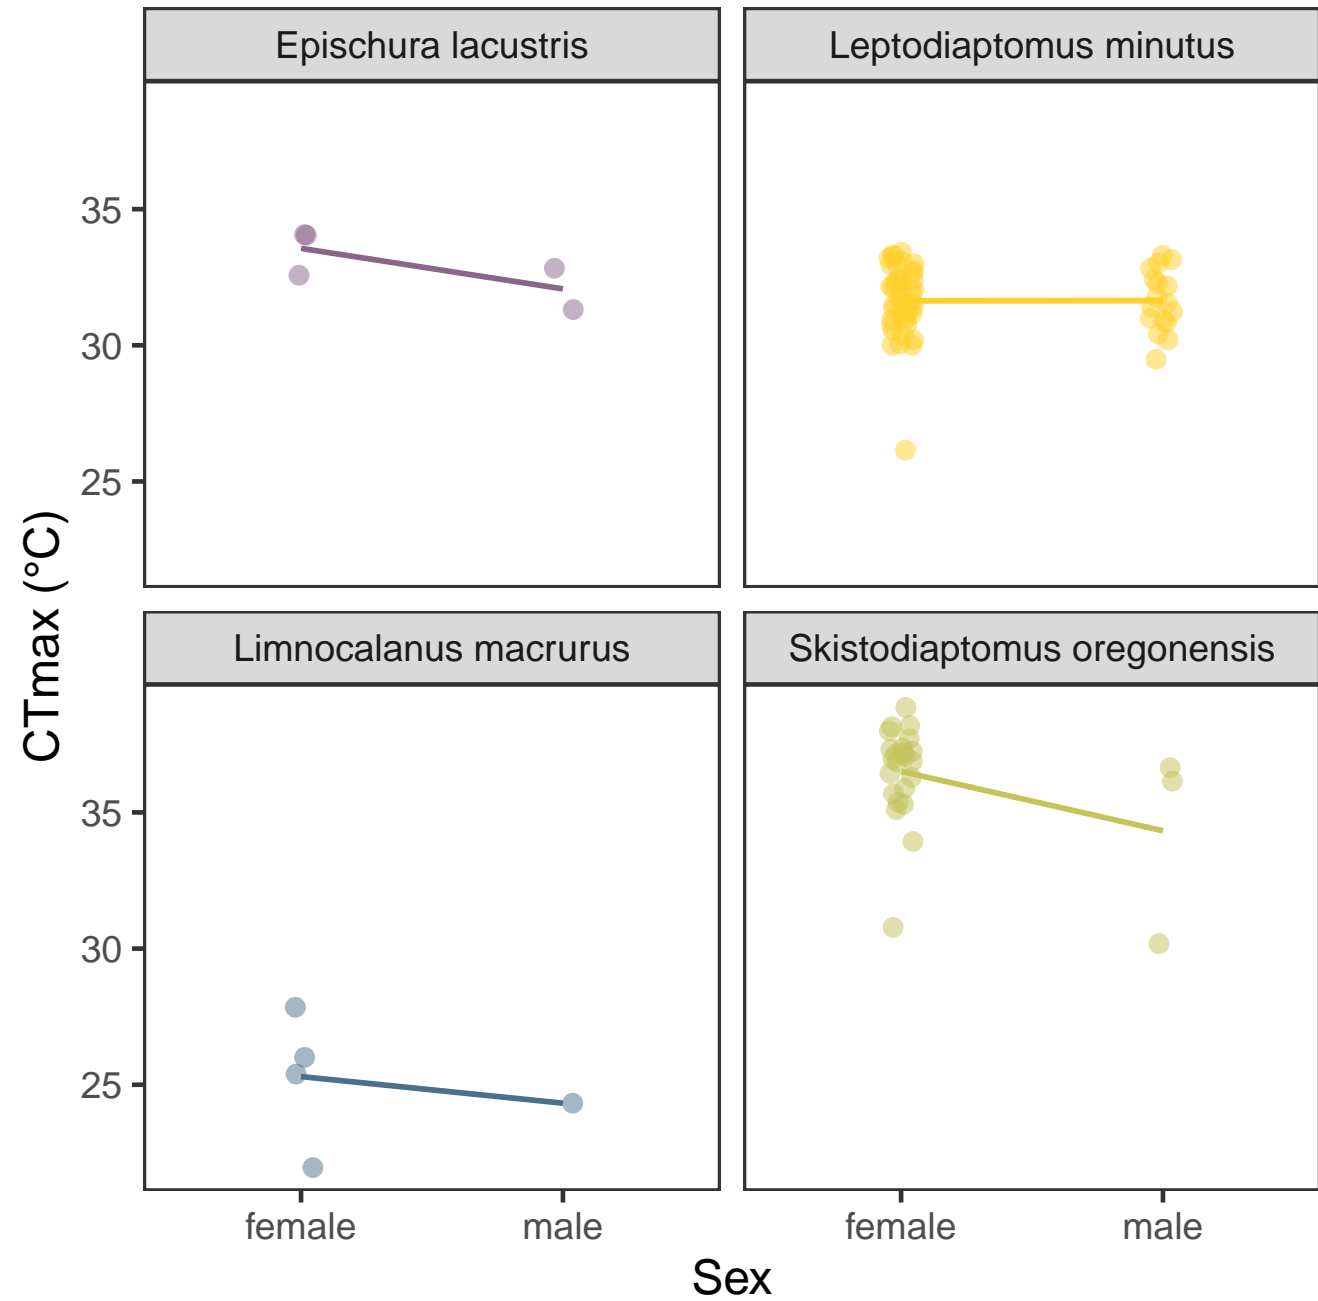 Epischura lacustris
Leptodiaptomus minutus
35
30
25
CTmax (°C)
Limnocalanus macrurus
Skistodiaptomus oregonensis
35
30
25
female
male
female
male
Sex